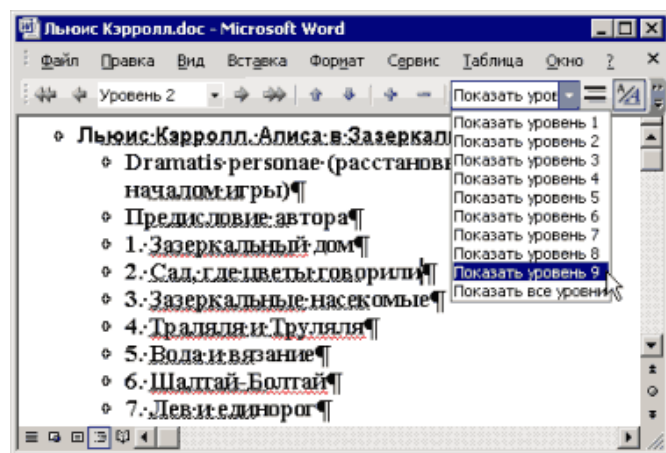 Льюис Кэрролл.doc - Microsoft Word
Файл Правка Вид Вставка Формат Сервис Таблица Окно ?
Уровень 2 Показать уров
Льюис·Кэрролл.·Алиса·в·Зазеркал
Dramatis·personae·(расстановк
началом·игры)¶
Предисловие·автора¶
1.·Зазеркальный·дом¶
2.·Сад,·где·цветы·говорили¶
3.·Зазеркальные·насекомые¶
4.·Траляля·и·Труляля¶
5.·Вода·и·вязание¶
6.·Шалтай-Болтай¶
7.·Лев·и·единорог¶
Показать уровень 1
Показать уровень 2
Показать уровень 3
Показать уровень 4
Показать уровень 5
Показать уровень 6
Показать уровень 7
Показать уровень 8
Показать уровень 9
Показать все уровни